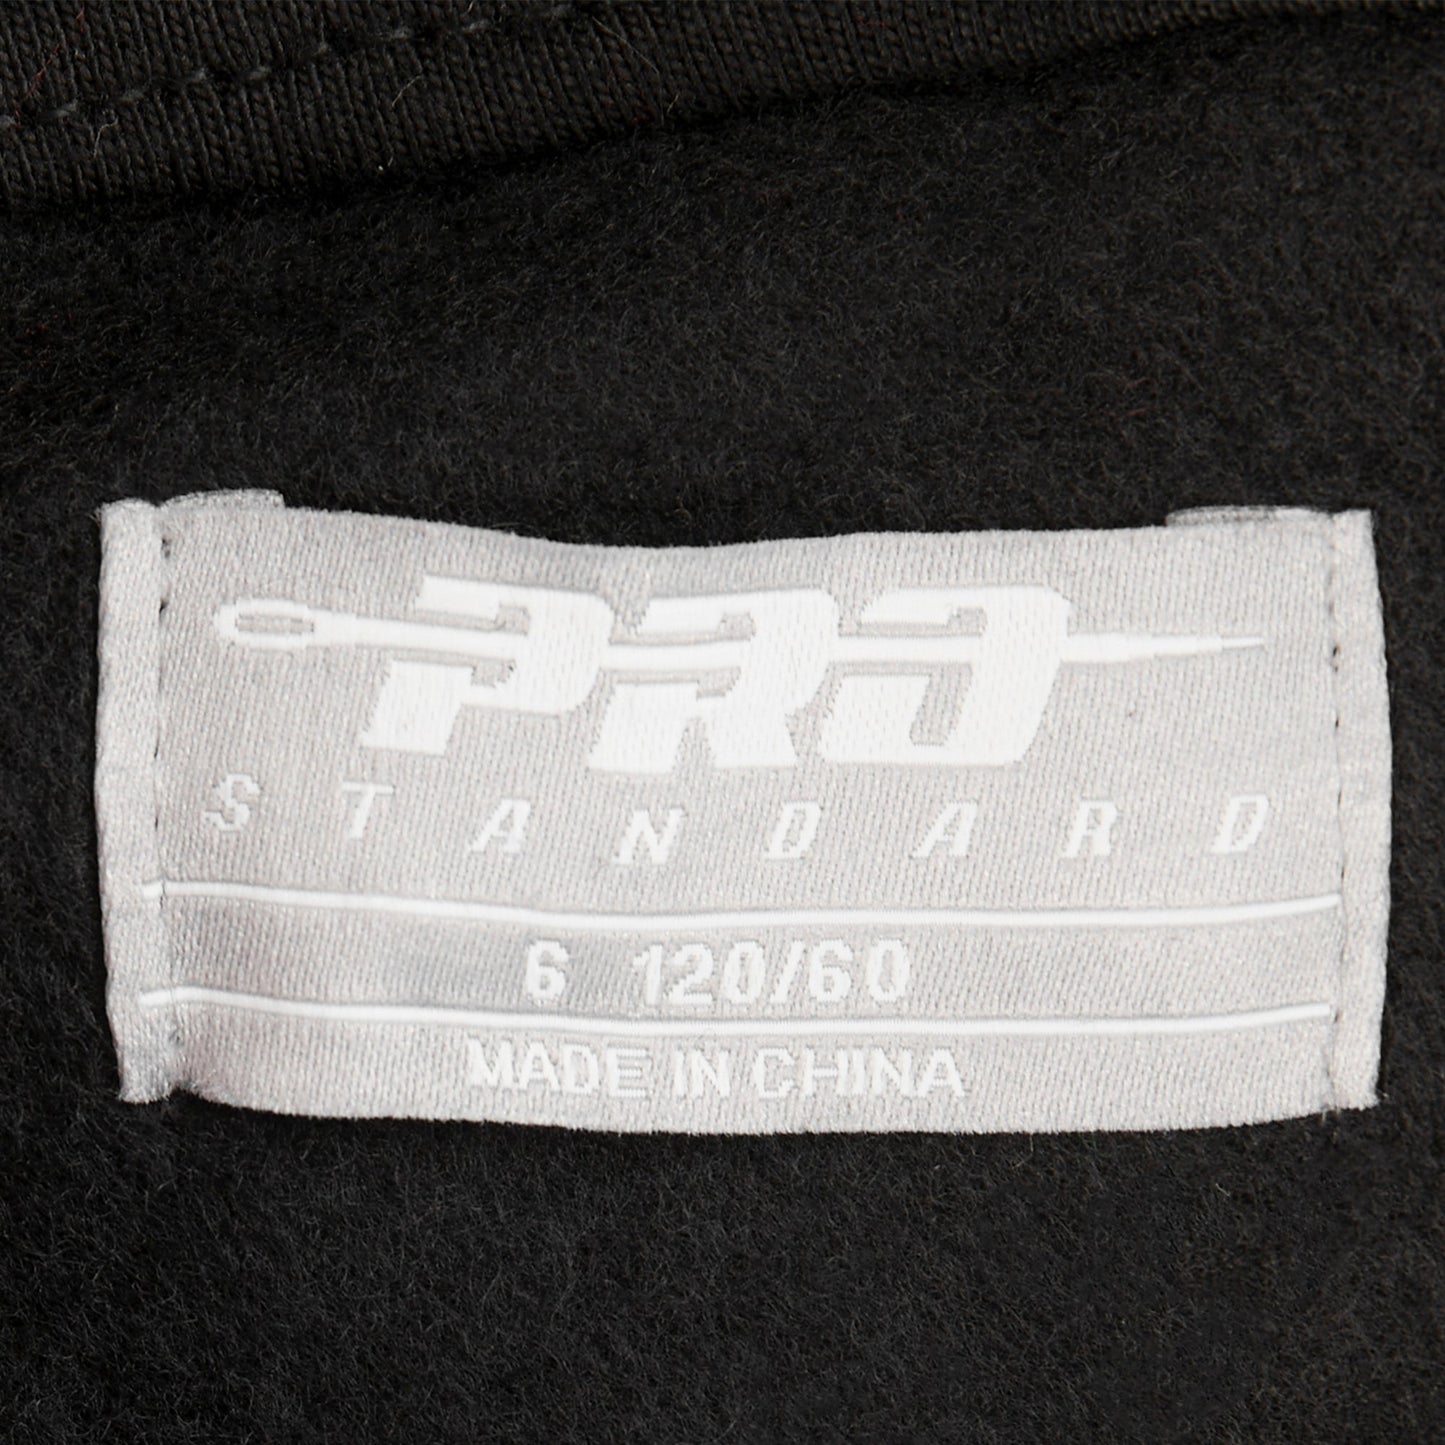 PRO
STANDARD
6 120/60
MADE IN CHINA